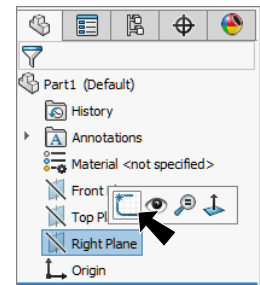 Part1 (Default)
History
Annotations
Material <not specified>
Front
Top Pl
Right Plane
Origin